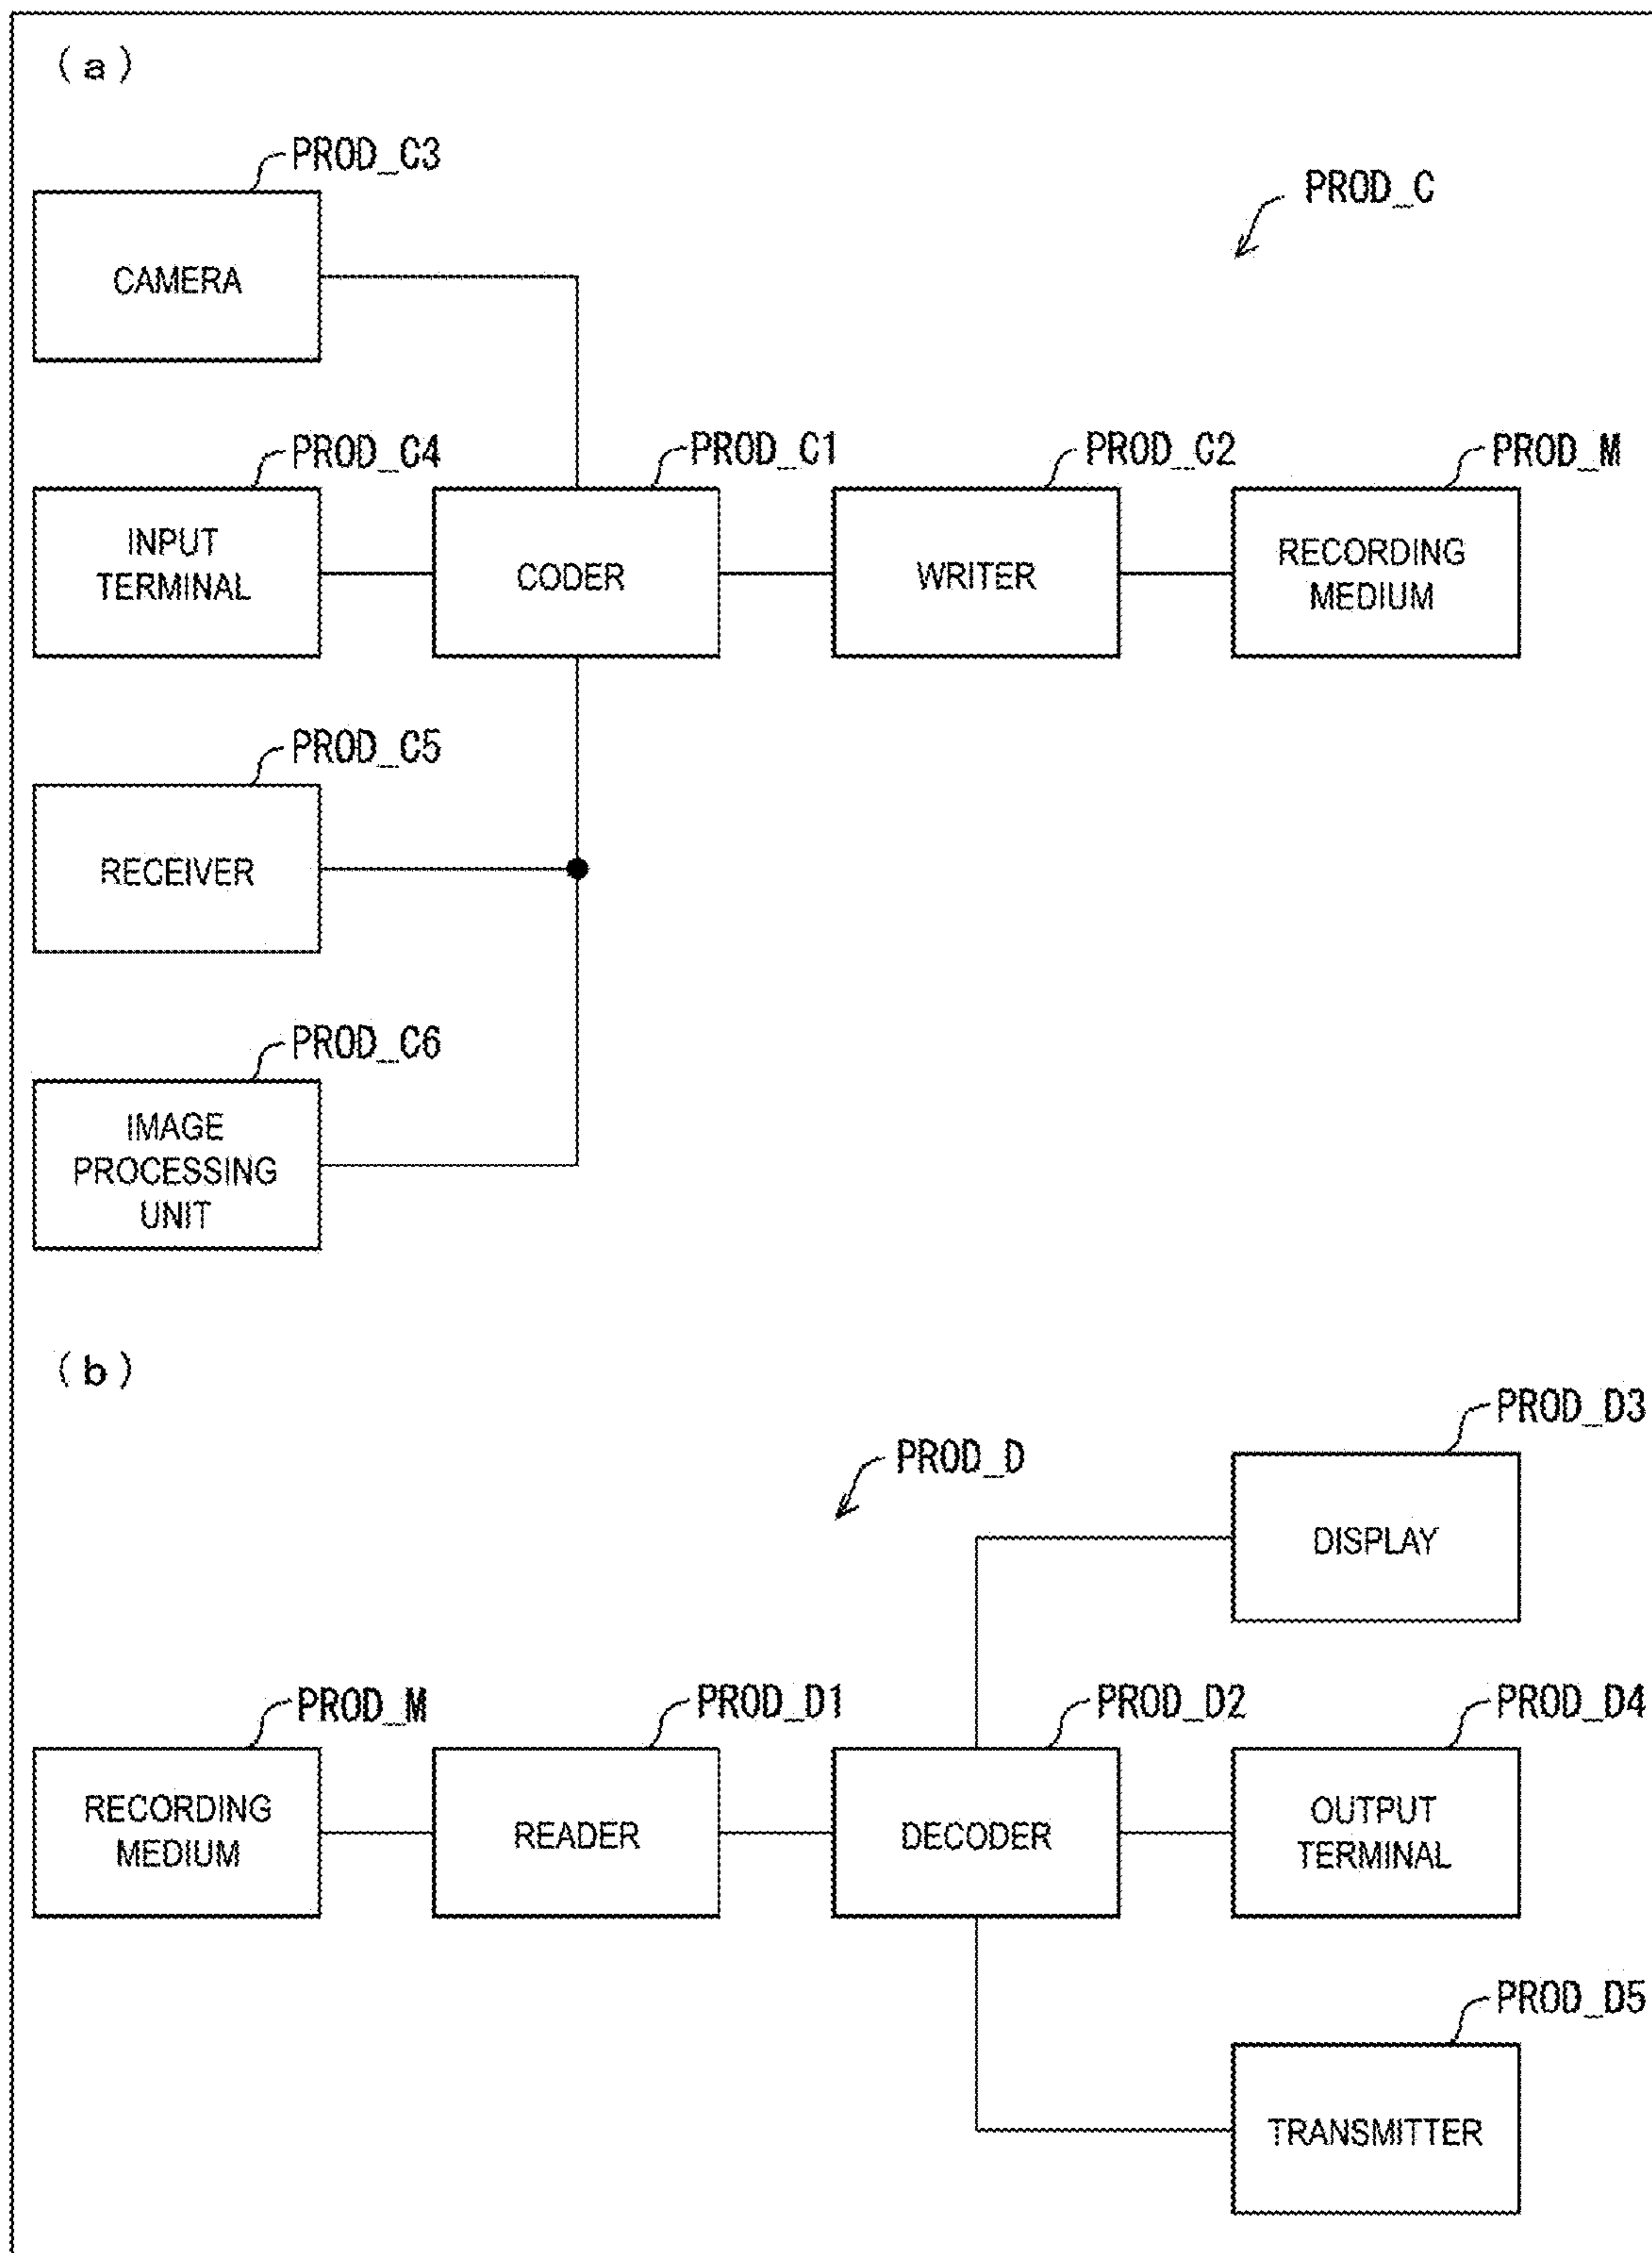 (a)
PROD_C3
PROD_C
CAMERA
PROD_C4
PROD_C1
PROD_C2
PROD_M
INPUT
TERMINAL
CODER
WRITER
RECORDING
MEDIUM
PROD_C5
RECEIVER
PROD_C6
IMAGE
PROCESSING
UNIT
(b)
PROD_D3
PROD_D
DISPLAY
PROD_M
PROD_D1
PROD_D2
PROD_D4
RECORDING
MEDIUM
READER
DECODER
OUTPUT
TERMINAL
PROD_D5
TRANSMITTER